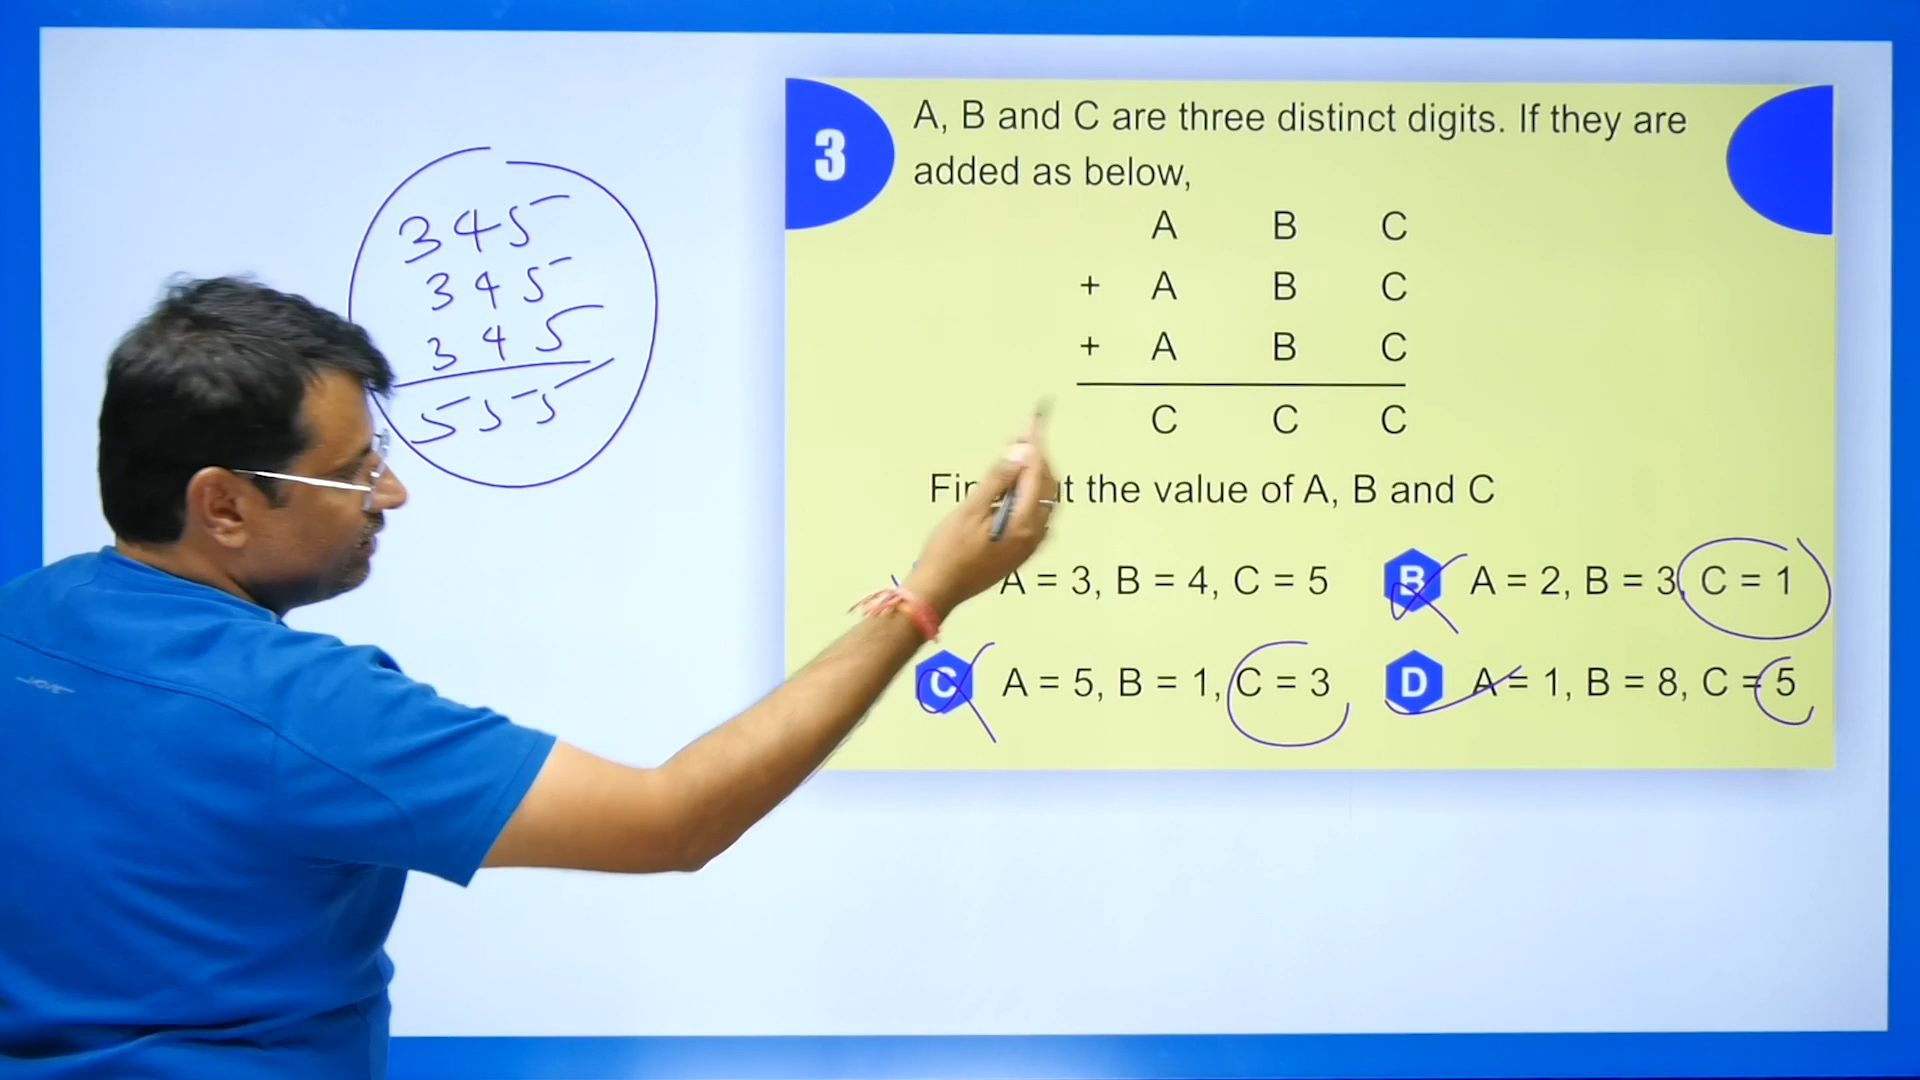 3
A, B and C are three distinct digits. If they are
added as below,
A B C
+ A B C
+ A B C
C C C
the value of A, B and C
A = 3, B = 4, C = 5
B A = 2, B = 3, C = 1
C A = 5, B = 1, C = 3
D A = 1, B = 8, C = 5
345
345
345
555